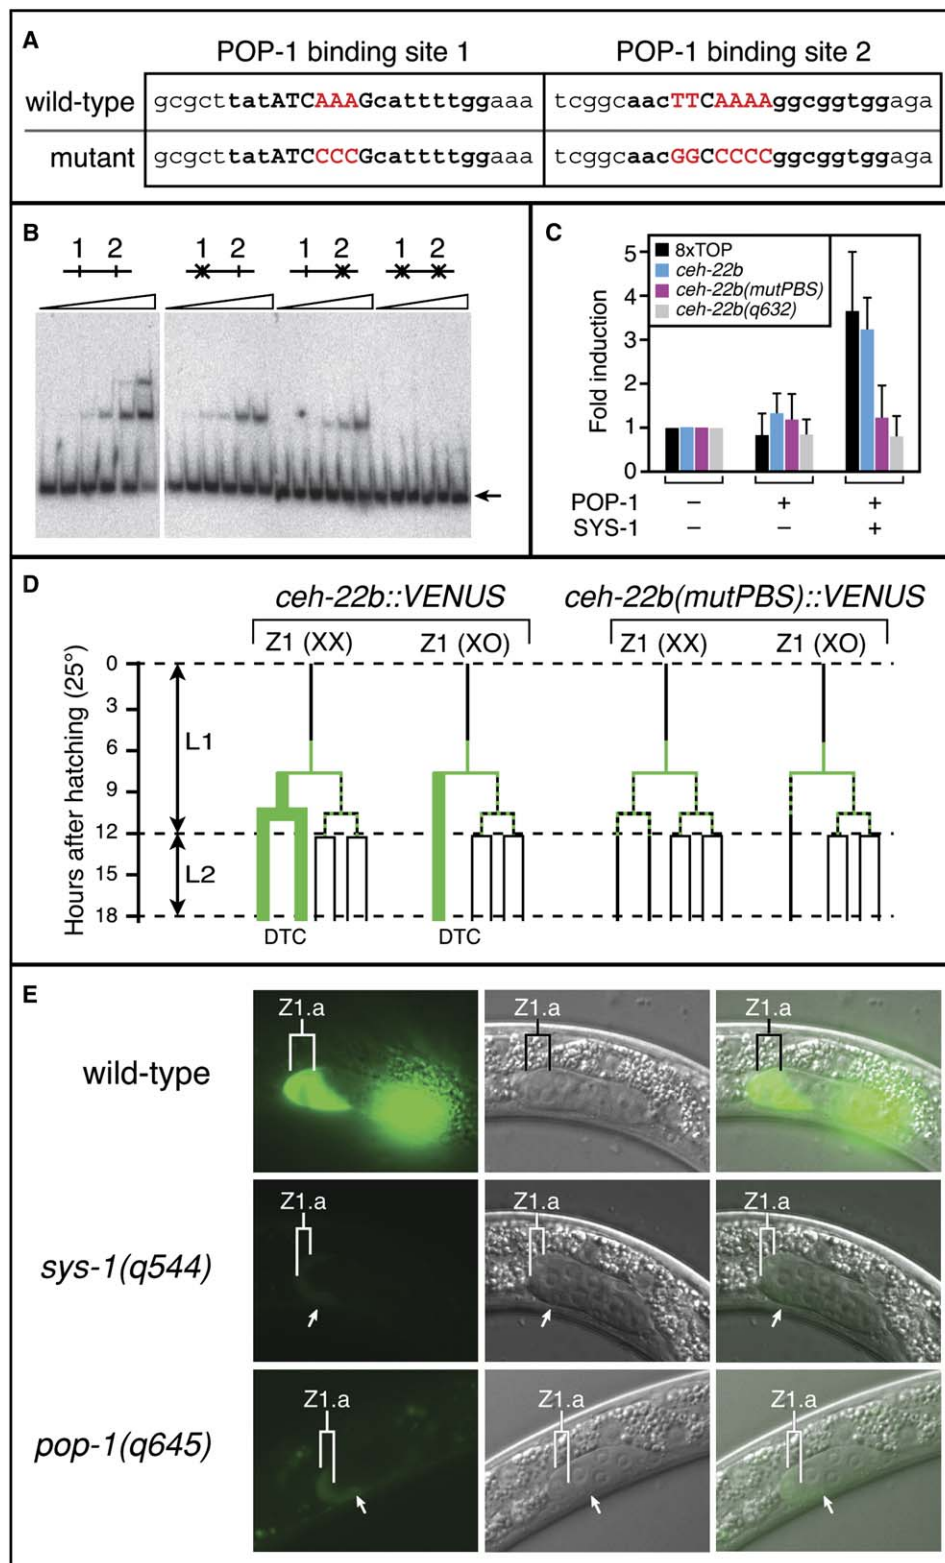 A
POP-1 binding site 1 POP-1 binding site 2
wild-type gcgcttatATCAAAGcattttggaaa tcggcaacTTCAAAAggcggtggaga
mutant gcgcttatATCCCCGcattttggaaa tcggcaacGGCCCCCggcggtggaga
B
1 2 1 2 1 2 1 2
C
8xTOP
ceh-22b
ceh-22b(mutPBS)
ceh-22b(q632)
Fold induction
5
4
3
2
1
0
POP-1 – + +
SYS-1 – – +
D
ceh-22b::VENUS ceh-22b(mutPBS)::VENUS
Z1 (XX) Z1 (XO) Z1 (XX) Z1 (XO)
Hours after hatching (25°)
0
3
6
9
12
15
18
L1
L2
DTC DTC
E
wild-type
Z1.a Z1.a Z1.a
sys-1(q544)
Z1.a Z1.a Z1.a
pop-1(q645)
Z1.a Z1.a Z1.a